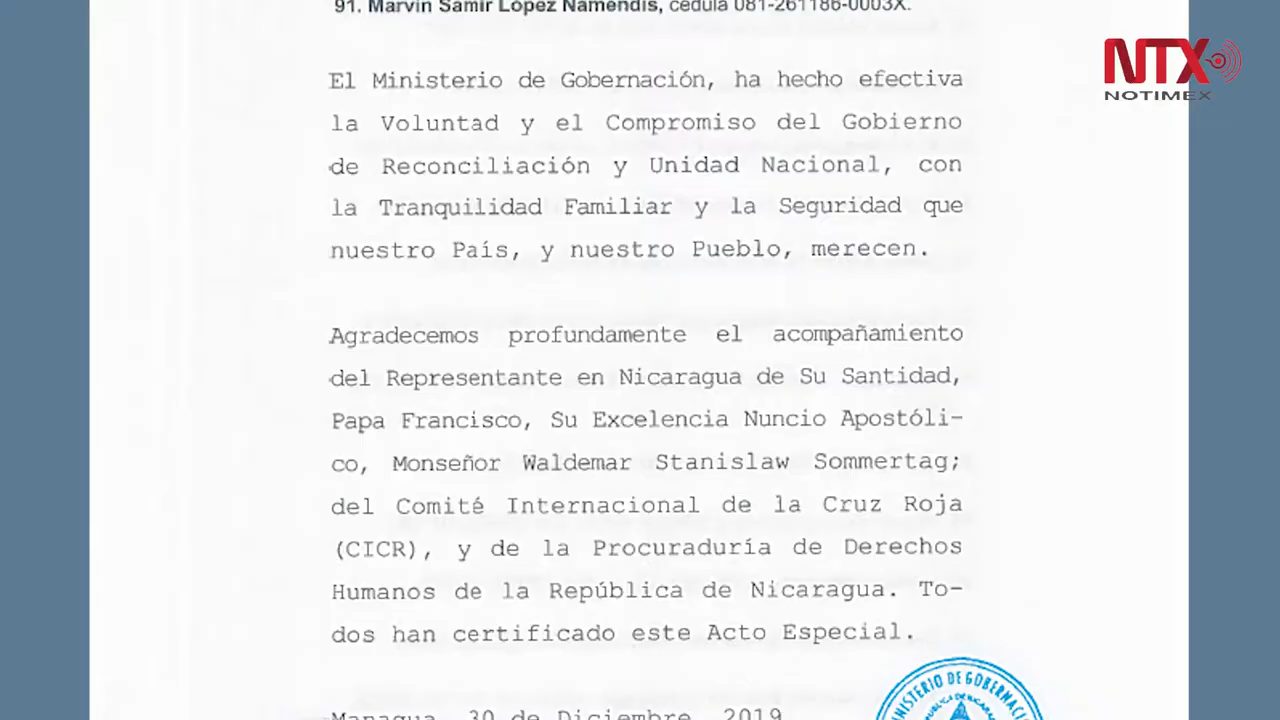 91. Marvin Samir López Namendis, cédula 081-261186-0003X.
NTX
NOTIMEX
El Ministerio de Gobernación, ha hecho efectiva
la Voluntad y el Compromiso del Gobierno
de Reconciliación y Unidad Nacional, con
la Tranquilidad Familiar y la Seguridad que
nuestro País, y nuestro Pueblo, merecen.
Agradecemos profundamente el acompañamiento
del Representante en Nicaragua de Su Santidad,
Papa Francisco, Su Excelencia Nuncio Apostóli-
co, Monseñor Waldemar Stanislaw Sommertag;
del Comité Internacional de la Cruz Roja
(CICR), y de la Procuraduría de Derechos
Humanos de la República de Nicaragua. To-
dos han certificado este Acto Especial.
Managua, 30 de Diciembre, 2019
MINISTERIO DE GOBERNACI